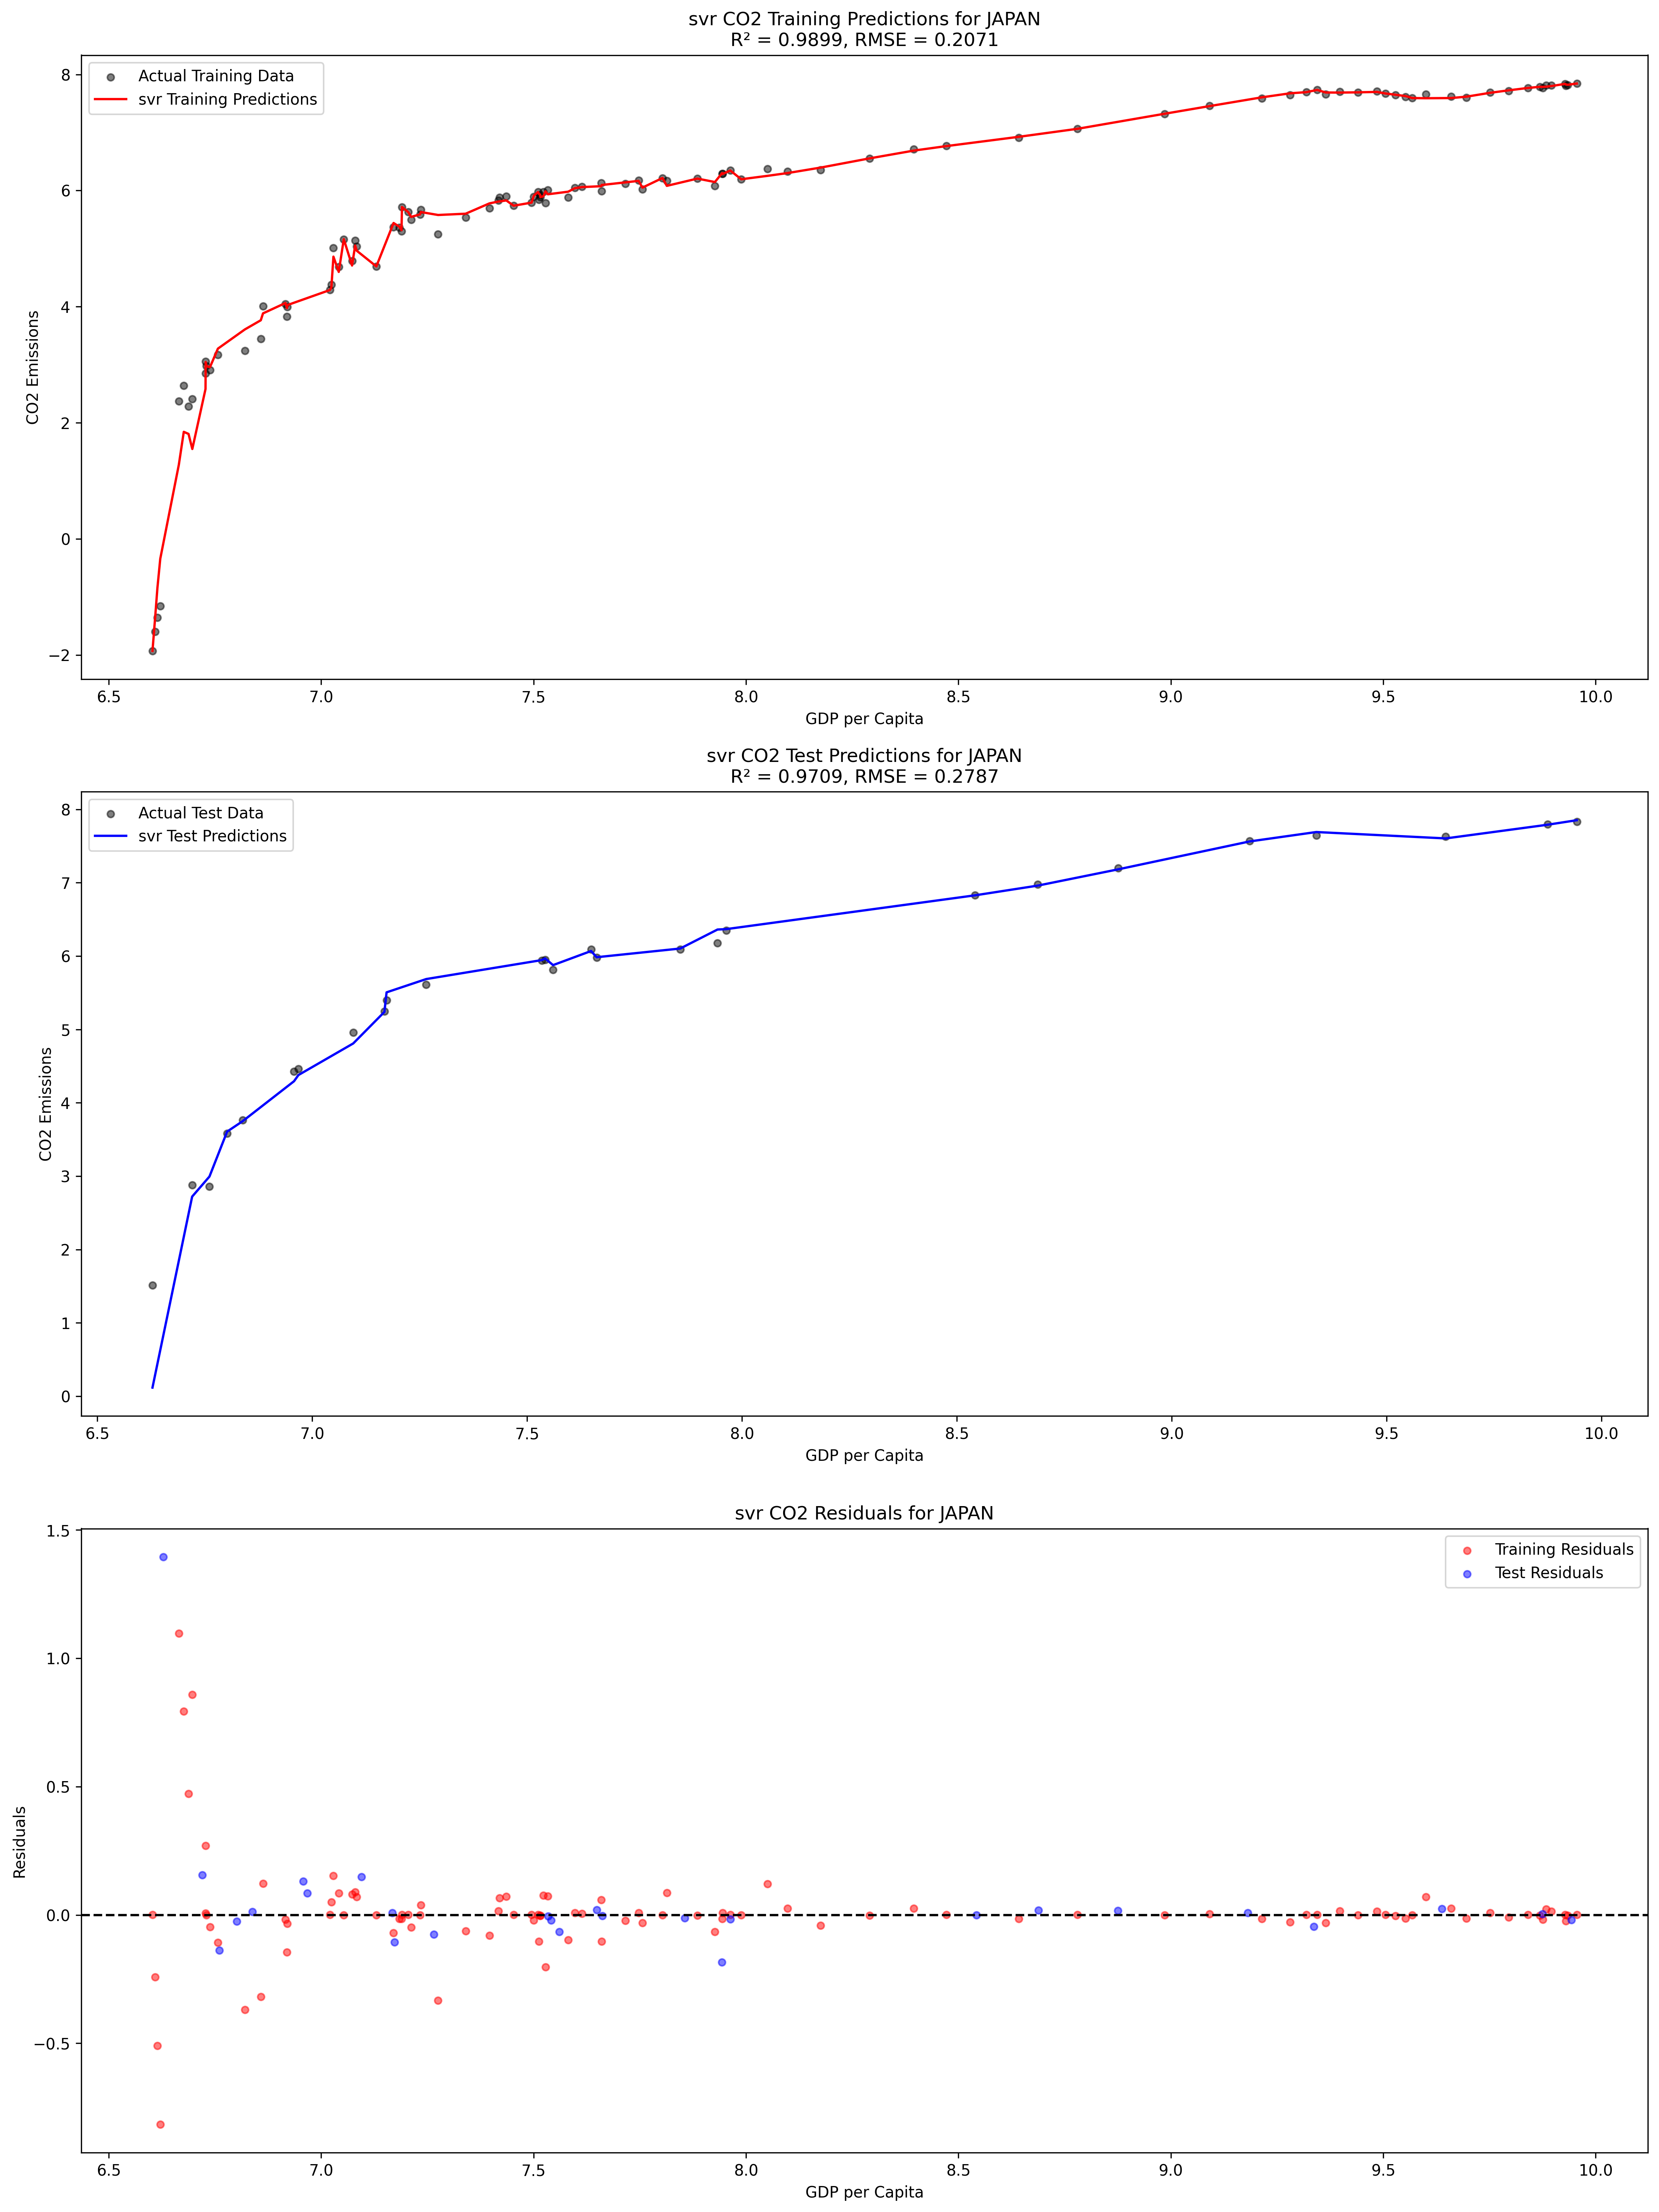 svr CO2 Training Predictions for JAPAN
R² = 0.9899, RMSE = 0.2071
Actual Training Data
svr Training Predictions
CO2 Emissions
8
6
4
2
0
−2
6.5 7.0 7.5 8.0 8.5 9.0 9.5 10.0
GDP per Capita
svr CO2 Test Predictions for JAPAN
R² = 0.9709, RMSE = 0.2787
Actual Test Data
svr Test Predictions
CO2 Emissions
8
7
6
5
4
3
2
1
0
6.5 7.0 7.5 8.0 8.5 9.0 9.5 10.0
GDP per Capita
svr CO2 Residuals for JAPAN
Training Residuals
Test Residuals
Residuals
1.5
1.0
0.5
0.0
−0.5
6.5 7.0 7.5 8.0 8.5 9.0 9.5 10.0
GDP per Capita